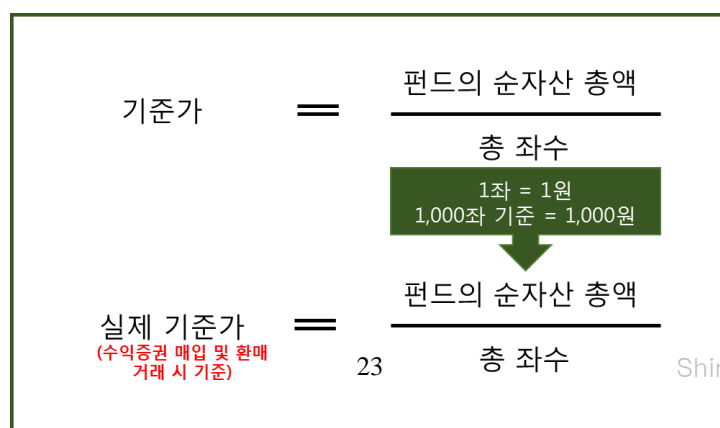 펀드의 순자산 총액
기준가 =
총 좌수
1좌 = 1원
1,000좌 기준 = 1,000원
펀드의 순자산 총액
실제 기준가 =
(수익증권 매입 및 환매
거래 시 기준)
23
총 좌수